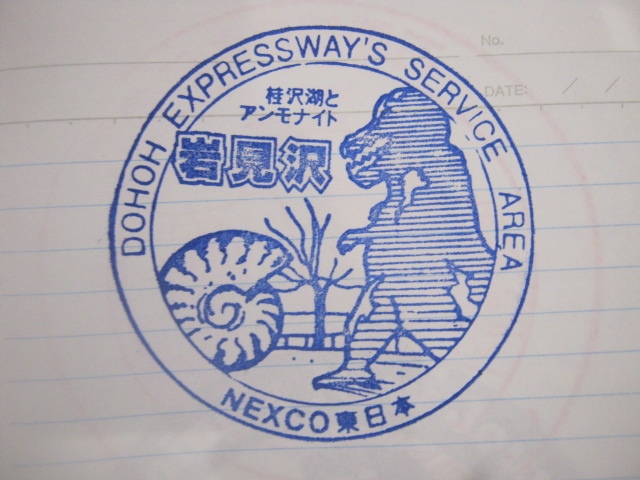 No.
DATE: / /
DOHOH EXPRESSWAY'S SERVICE AREA
桂沢湖と
アンモナイト
岩見沢
NEXCO東日本